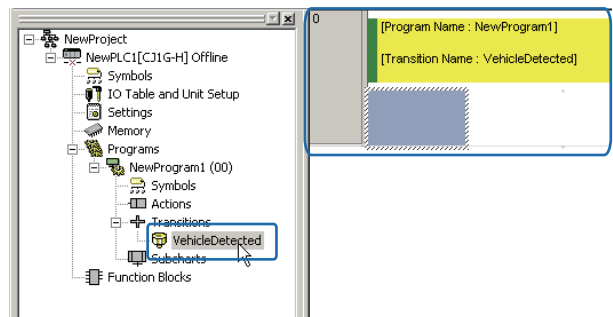 NewProject
NewPLC1[CJ1G-H] Offline
Symbols
IO Table and Unit Setup
Settings
Memory
Programs
NewProgram1 (00)
Symbols
Actions
Transitions
VehicleDetected
Subcharts
Function Blocks
0
[Program Name : NewProgram1]
[Transition Name : VehicleDetected]